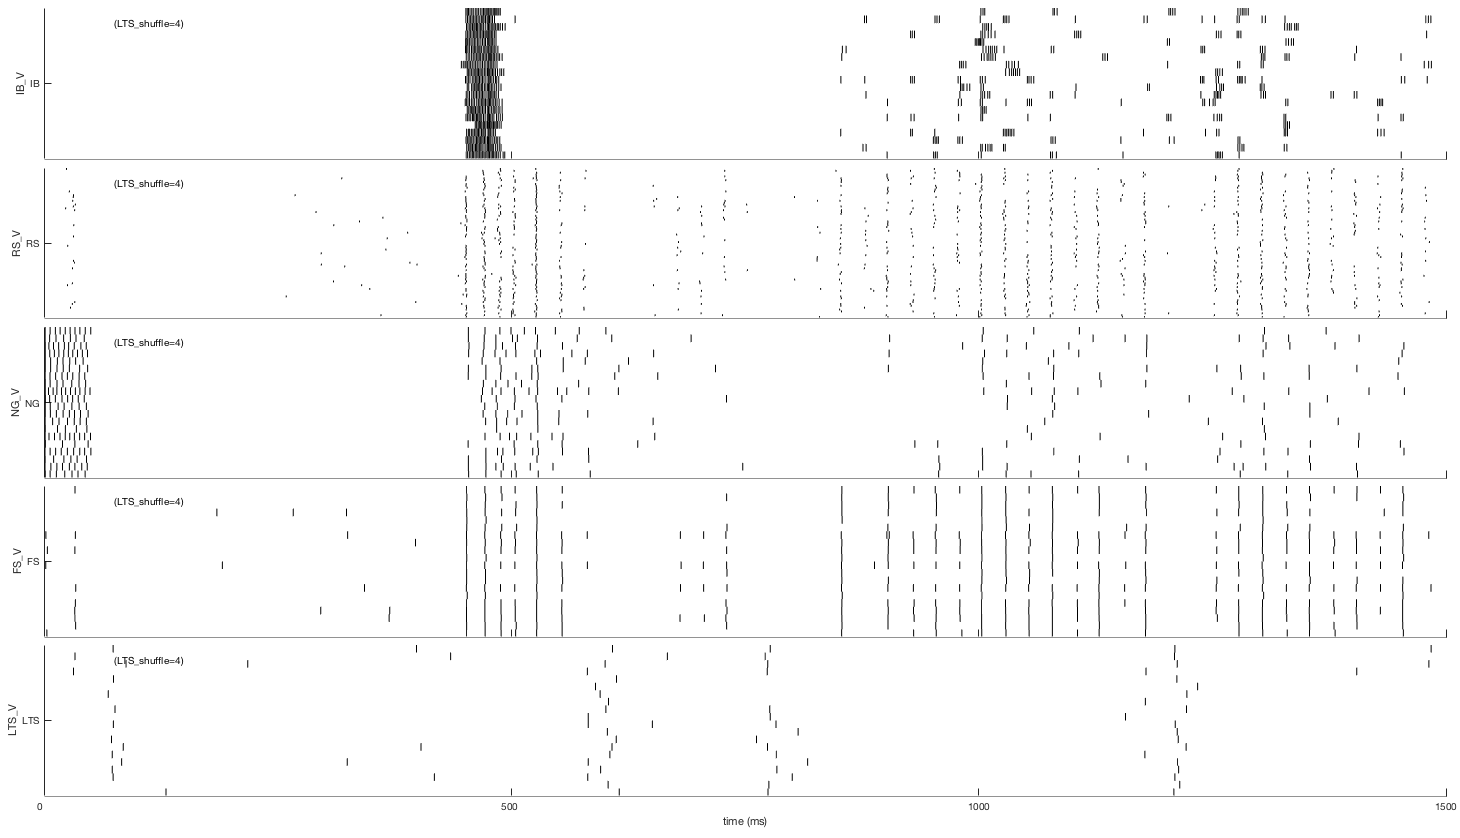 (LTS_shuffle=4)
IB_V
IB
(LTS_shuffle=4)
RS_V
RS
(LTS_shuffle=4)
NG_V
NG
(LTS_shuffle=4)
FS_V
FS
(LTS_shuffle=4)
LTS_V
LTS
0 500 1000 1500
time (ms)